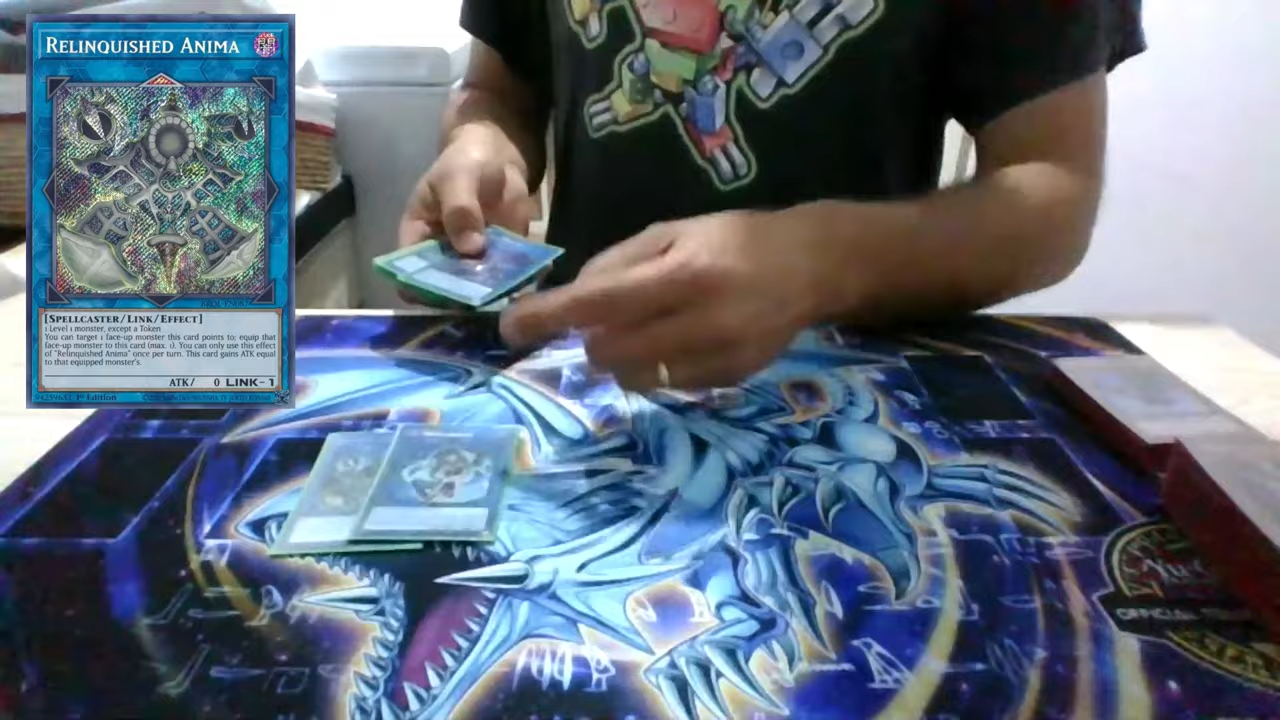 RELINQUISHED ANIMA
[SPELLCASTER/LINK/EFFECT]
1 Level 1 monster, except a Token
You can target 1 face-up monster this card points to; equip that
face-up monster to this card (max. 1). You can only use this effect
of "Relinquished Anima" once per turn. This card gains ATK equal
to that equipped monster's.
ATK/ 0 LINK-1
1st Edition
OFFICIAL